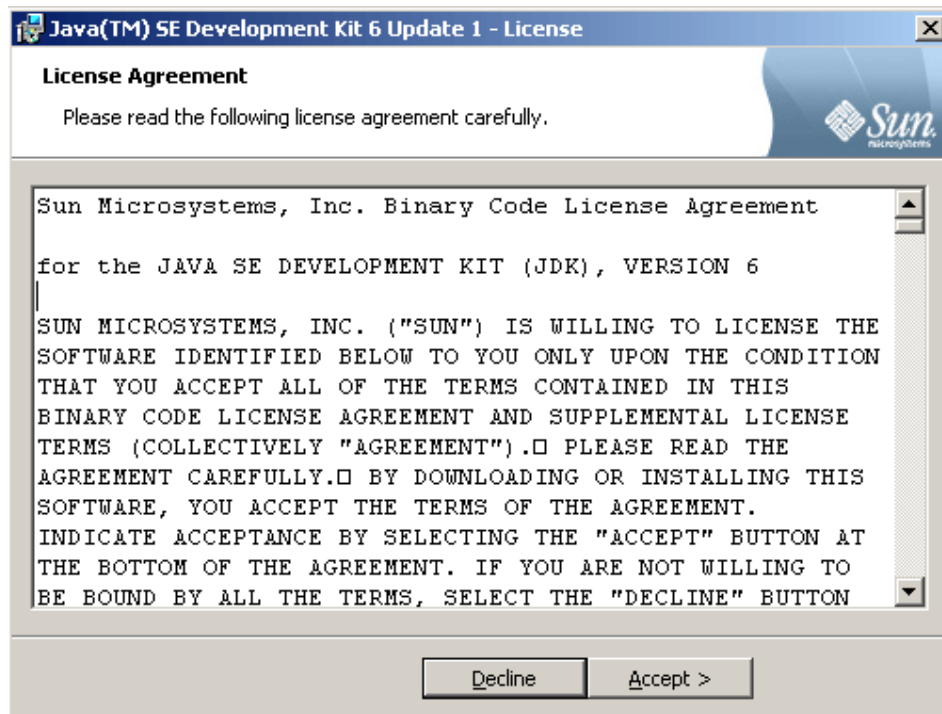 Java(TM) SE Development Kit 6 Update 1 - License
License Agreement
Please read the following license agreement carefully.
Sun
microsystems
Sun Microsystems, Inc. Binary Code License Agreement
for the JAVA SE DEVELOPMENT KIT (JDK), VERSION 6
SUN MICROSYSTEMS, INC. ("SUN") IS WILLING TO LICENSE THE
SOFTWARE IDENTIFIED BELOW TO YOU ONLY UPON THE CONDITION
THAT YOU ACCEPT ALL OF THE TERMS CONTAINED IN THIS
BINARY CODE LICENSE AGREEMENT AND SUPPLEMENTAL LICENSE
TERMS (COLLECTIVELY "AGREEMENT").□ PLEASE READ THE
AGREEMENT CAREFULLY.□ BY DOWNLOADING OR INSTALLING THIS
SOFTWARE, YOU ACCEPT THE TERMS OF THE AGREEMENT.
INDICATE ACCEPTANCE BY SELECTING THE "ACCEPT" BUTTON AT
THE BOTTOM OF THE AGREEMENT. IF YOU ARE NOT WILLING TO
BE BOUND BY ALL THE TERMS, SELECT THE "DECLINE" BUTTON
Decline
Accept >